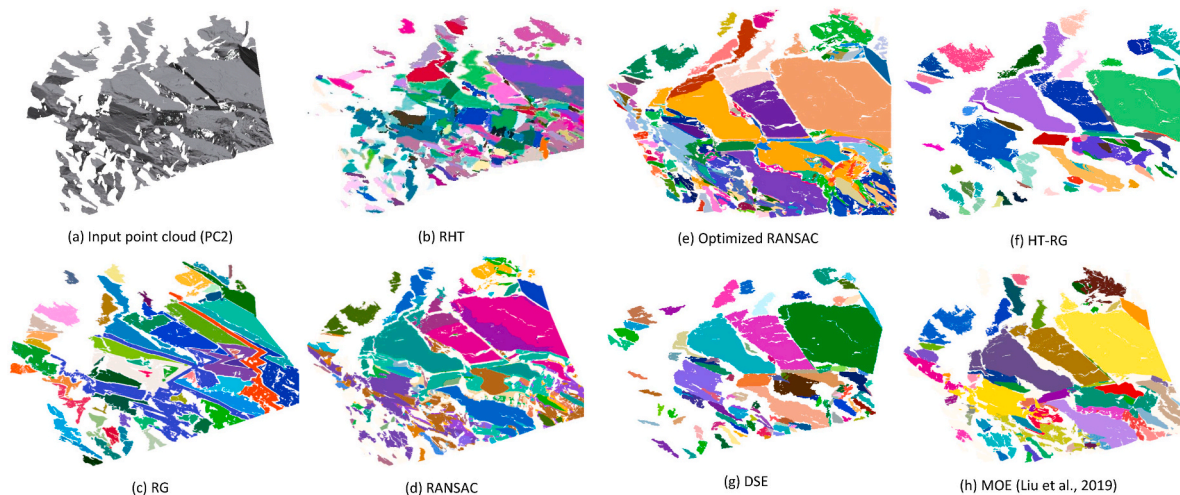 (a) Input point cloud (PC2)
(b) RHT
(e) Optimized RANSAC
(f) HT-RG
(c) RG
(d) RANSAC
(g) DSE
(h) MOE (Liu et al., 2019)